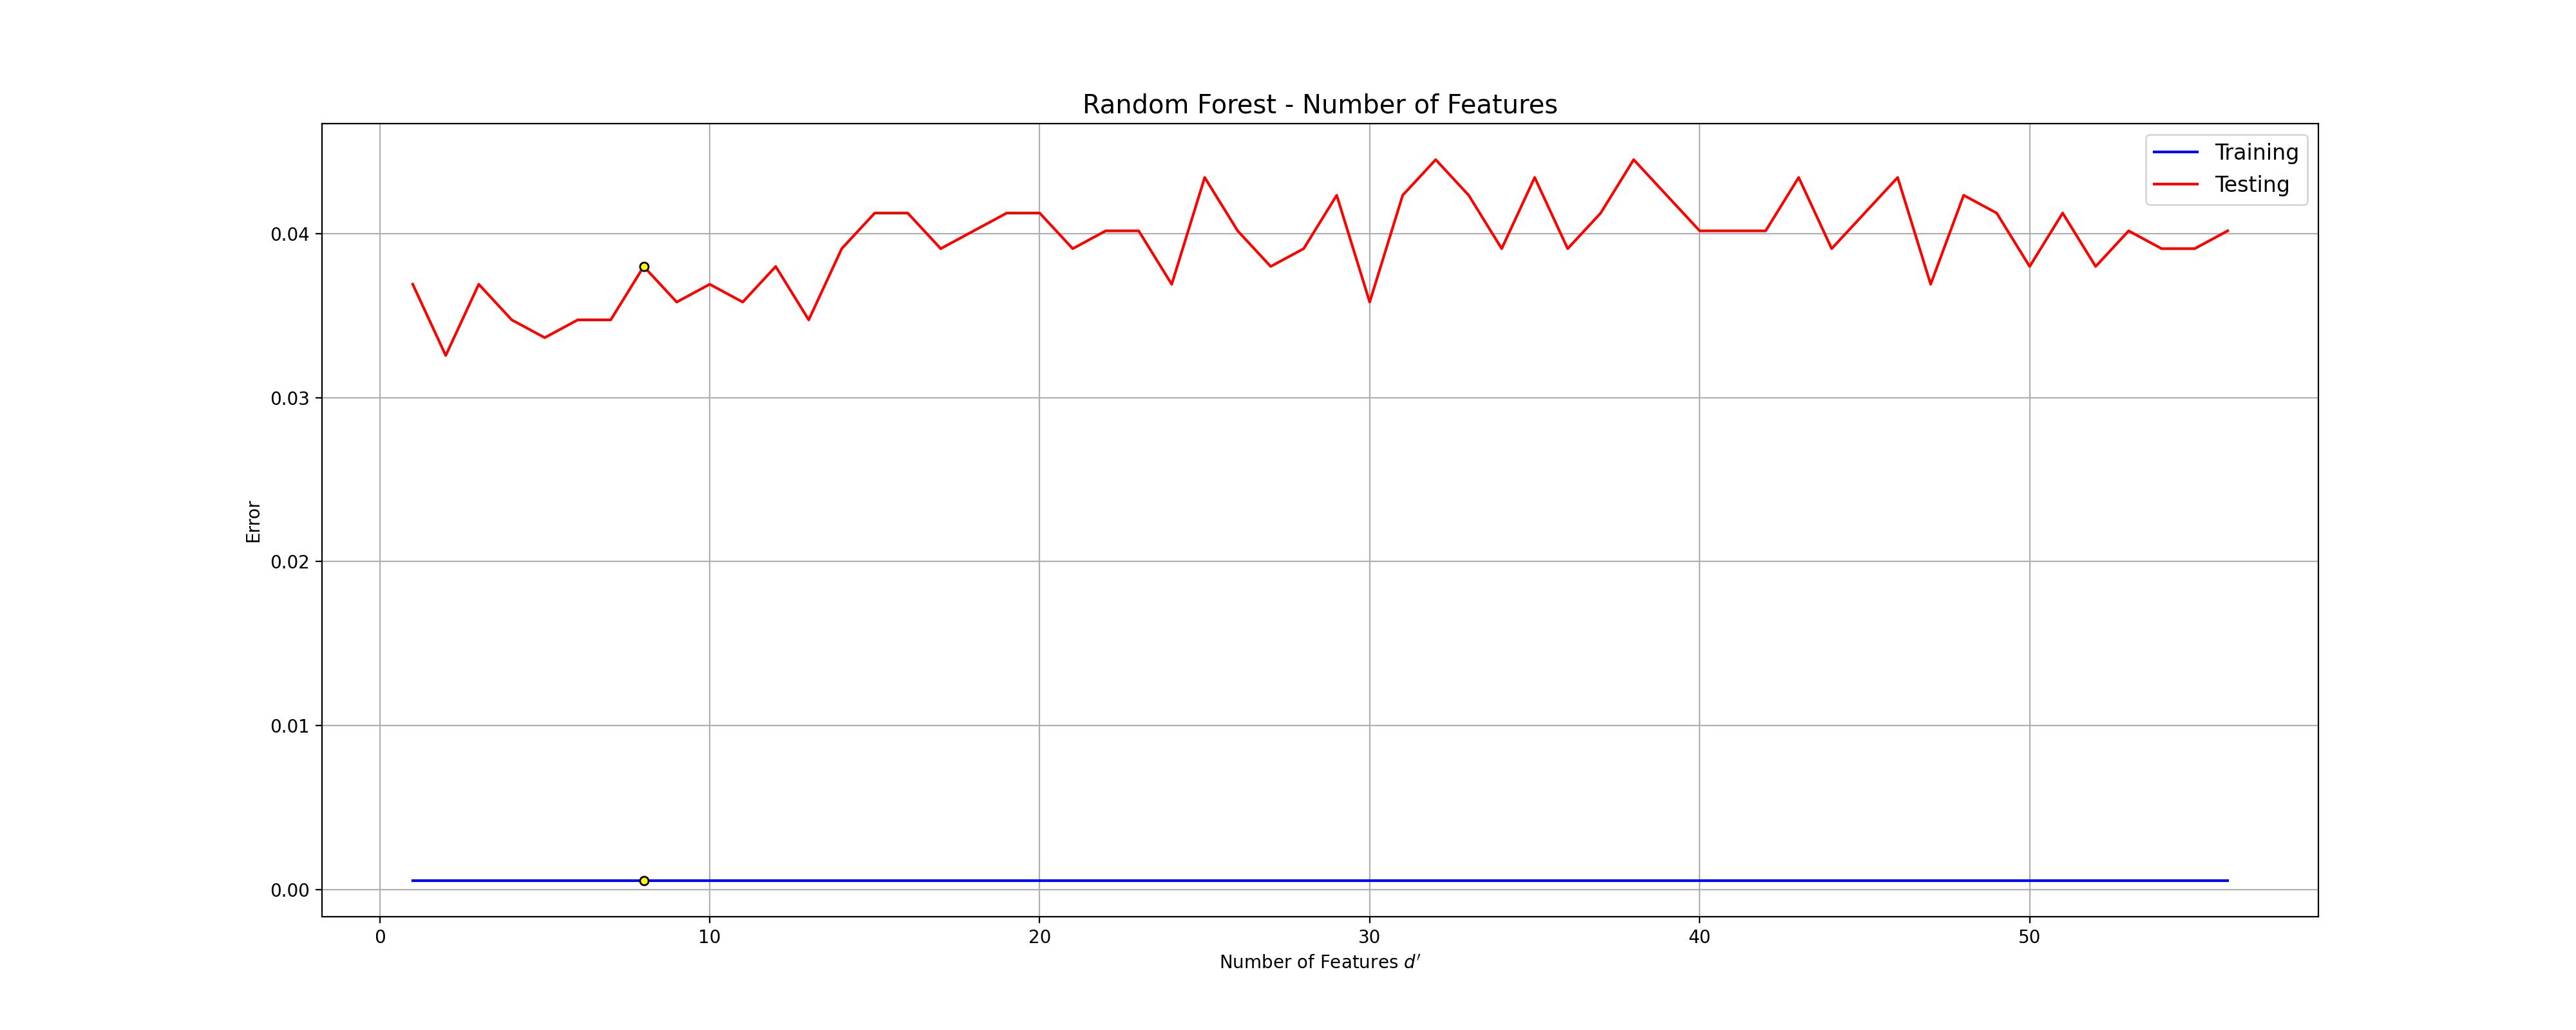 Random Forest - Number of Features
Training
Testing
Error
0.04
0.03
0.02
0.01
0.00
0 10 20 30 40 50
Number of Features d′